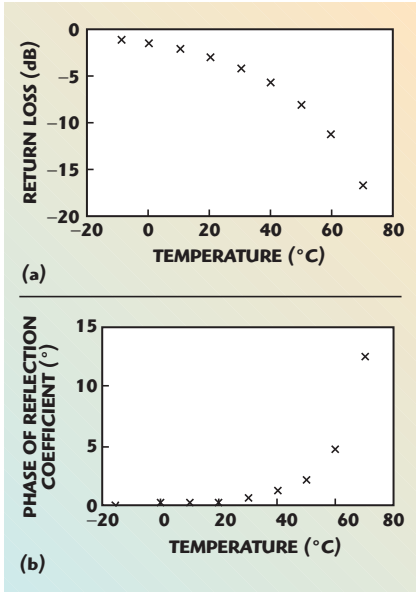 0
−5
−10
−15
−20
RETURN LOSS (dB)
−20 0 20 40 60 80
TEMPERATURE (°C)
(a)
15
10
5
0
PHASE OF REFLECTION
COEFFICIENT (°)
−20 0 20 40 60 80
TEMPERATURE (°C)
(b)